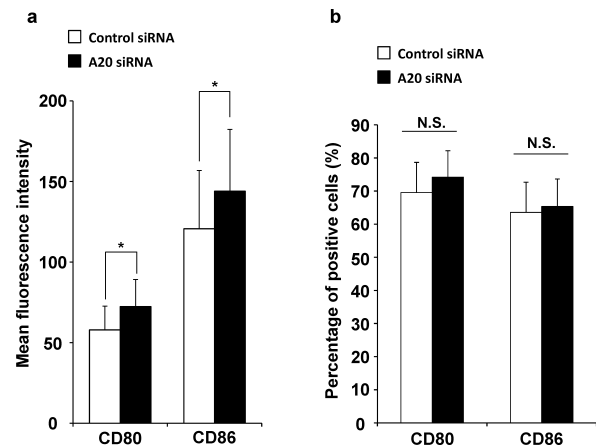 a
Control siRNA
A20 siRNA
Mean fluorescence intensity
200
150
100
50
0
*
*
CD80
CD86
b
Control siRNA
A20 siRNA
Percentage of positive cells (%)
90
80
70
60
50
40
30
20
10
0
N.S.
N.S.
CD80
CD86